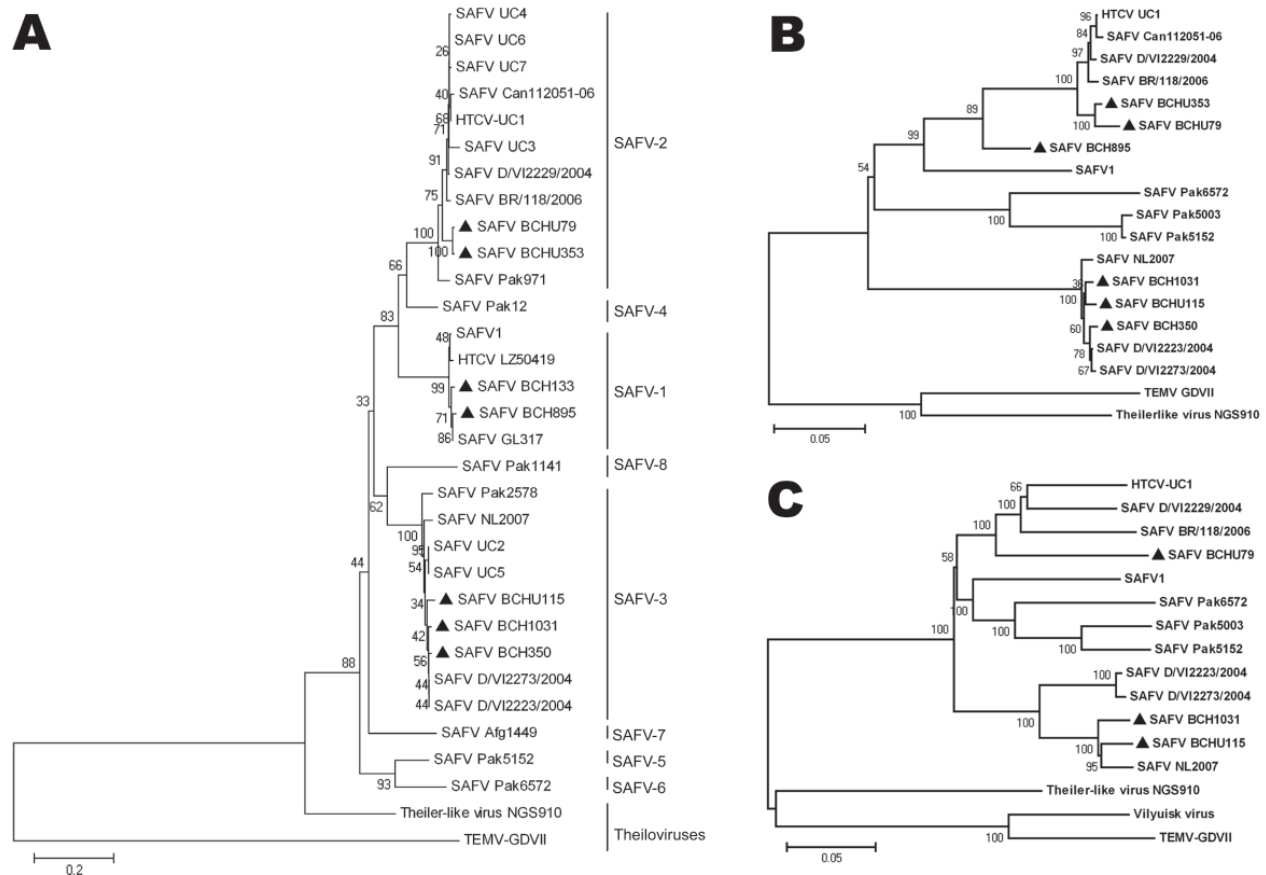 A
SAFV UC4
SAFV UC6
26
SAFV UC7
40
SAFV Can112051-06
68
HTCV-UC1
71
SAFV UC3
SAFV-2
91
SAFV D/VI2229/2004
75
SAFV BR/118/2006
100
SAFV BCHU79
100
SAFV BCHU353
66
SAFV Pak971
SAFV Pak12
SAFV-4
83
SAFV1
48
HTCV LZ50419
99
SAFV BCH133
SAFV-1
71
SAFV BCH895
33
86
SAFV GL317
SAFV Pak1141
SAFV-8
62
SAFV Pak2578
SAFV NL2007
100
95
SAFV UC2
54
SAFV UC5
44
34
SAFV BCHU115
SAFV-3
42
SAFV BCH1031
56
SAFV BCH350
88
44
SAFV D/VI2273/2004
44
SAFV D/VI2223/2004
SAFV Afg1449
SAFV-7
SAFV Pak5152
SAFV-5
93
SAFV Pak6572
SAFV-6
Theiler-like virus NGS910
Theiloviruses
TEMV-GDVII
0.2
B
96
HTCV UC1
84
SAFV Can112051-06
97
SAFV D/VI2229/2004
100
SAFV BR/118/2006
89
SAFV BCHU353
100
SAFV BCHU79
99
SAFV BCH895
54
SAFV1
SAFV Pak6572
100
SAFV Pak5003
100
SAFV Pak5152
SAFV NL2007
SAFV BCH1031
100
SAFV BCHU115
60
SAFV BCH350
78
SAFV D/VI2223/2004
67
SAFV D/VI2273/2004
TEMV GDVII
100
Theilerlike virus NGS910
0.05
C
66
HTCV-UC1
100
SAFV D/VI2229/2004
100
SAFV BR/118/2006
58
SAFV BCHU79
SAFV1
100
SAFV Pak6572
100
100
SAFV Pak5003
100
SAFV Pak5152
100
SAFV D/VI2223/2004
SAFV D/VI2273/2004
100
SAFV BCH1031
100
SAFV BCHU115
95
SAFV NL2007
Theiler-like virus NGS910
Vilyuisk virus
100
TEMV-GDVII
0.05